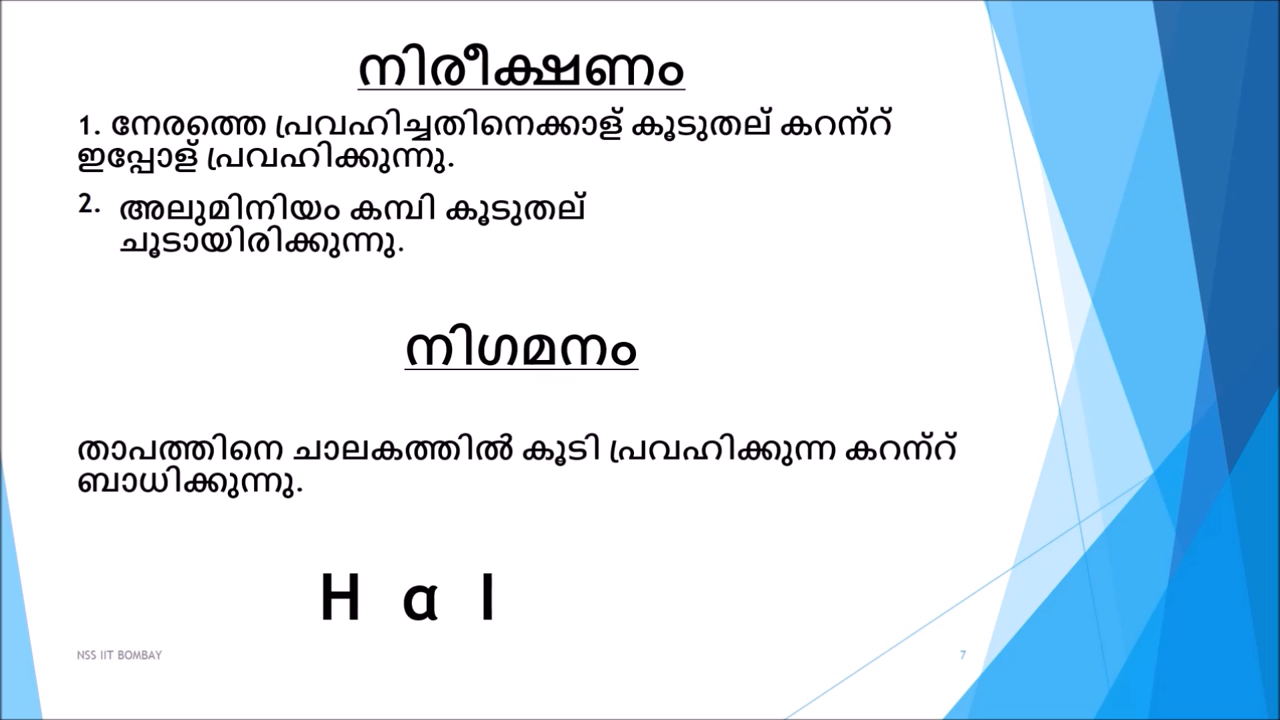 നിരീക്ഷണം
1. നേരത്തെ പ്രവഹിച്ചതിനെക്കാള് കൂടുതല് കറന്റ്
ഇപ്പോള് പ്രവഹിക്കുന്നു.
2. അലുമിനിയം കമ്പി കൂടുതല്
ചൂടായിരിക്കുന്നു.
നിഗമനം
താപത്തിനെ ചാലകത്തിൽ കൂടി പ്രവഹിക്കുന്ന കറന്റ്
ബാധിക്കുന്നു.
H α I
NSS IIT BOMBAY 7